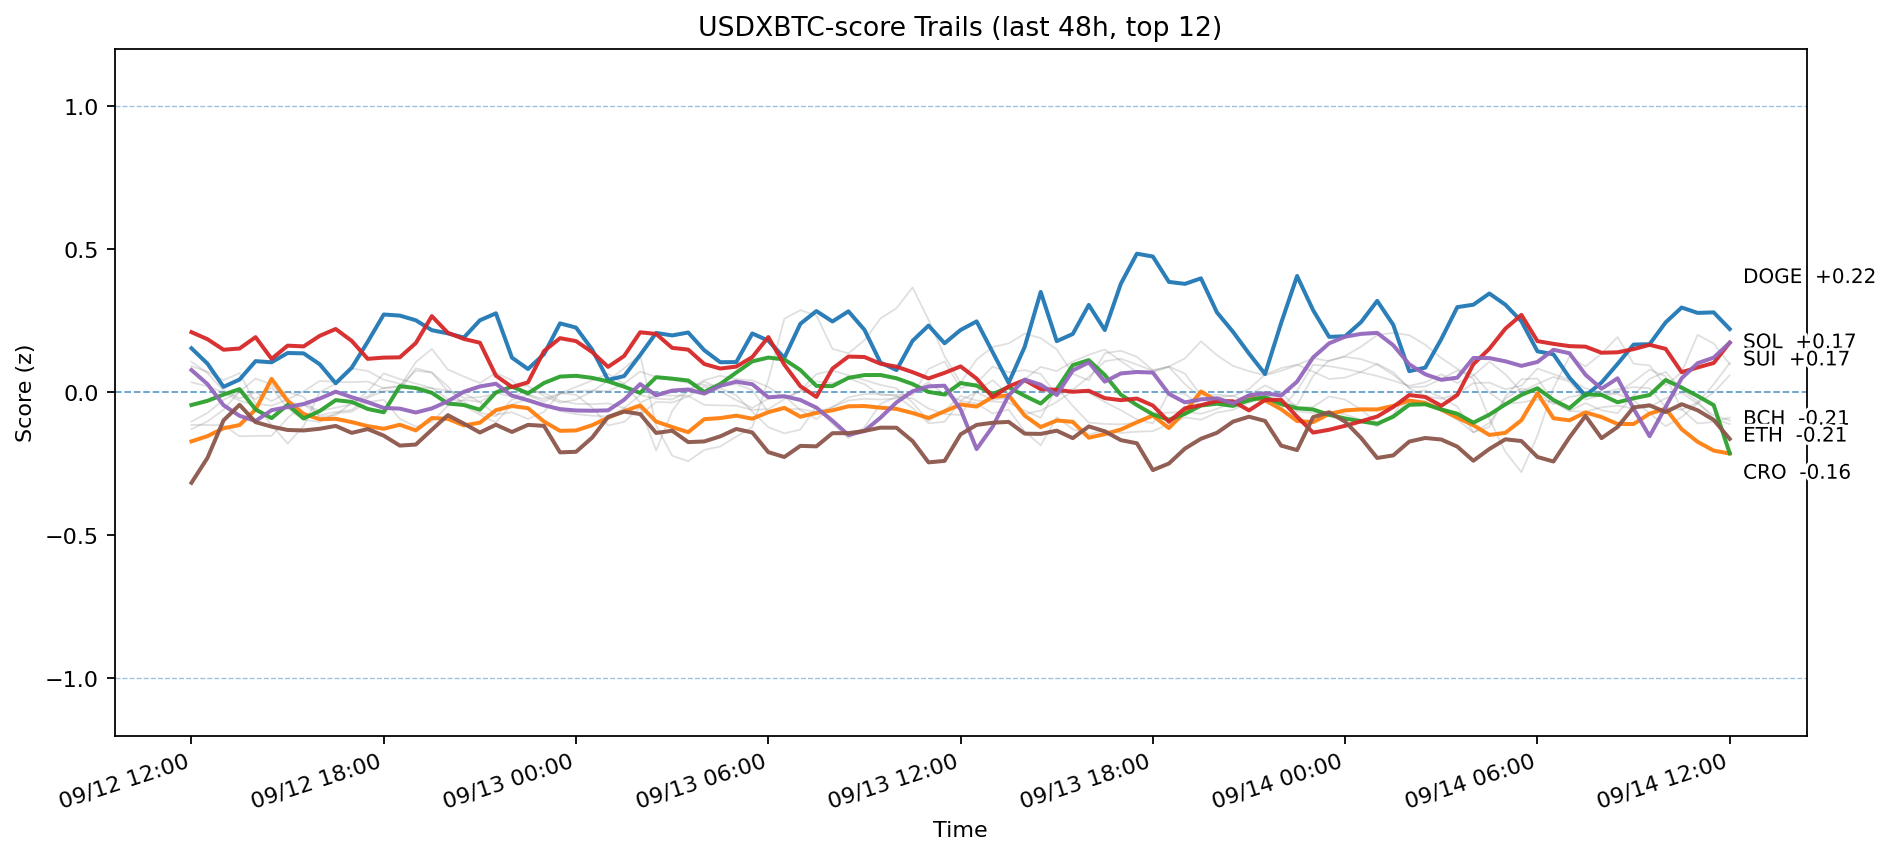 USDXBTC-score Trails (last 48h, top 12)
Score (z)
1.0
0.5
0.0
−0.5
−1.0
DOGE +0.22
SOL +0.17
SUI +0.17
BCH -0.21
ETH -0.21
CRO -0.16
09/12 12:00
09/12 18:00
09/13 00:00
09/13 06:00
09/13 12:00
09/13 18:00
09/14 00:00
09/14 06:00
09/14 12:00
Time